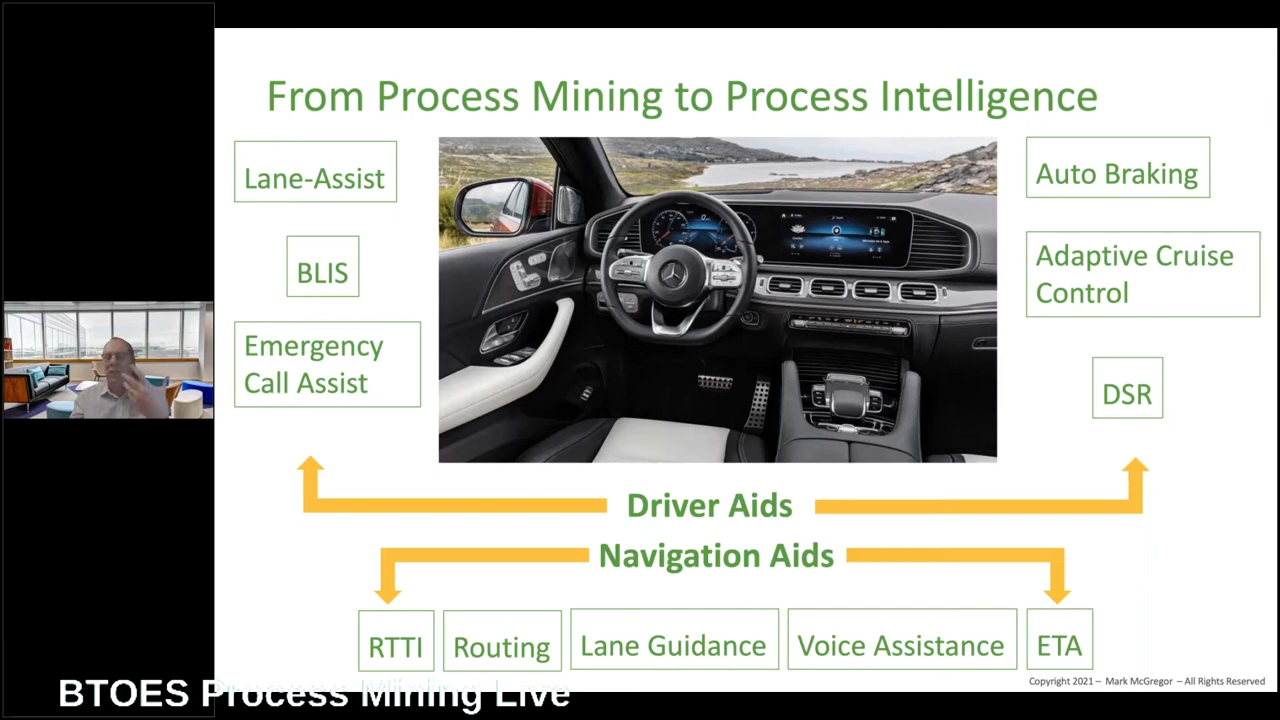 From Process Mining to Process Intelligence
Lane-Assist
BLIS
Emergency
Call Assist
Auto Braking
Adaptive Cruise
Control
DSR
Driver Aids
Navigation Aids
RTTI
Routing
Lane Guidance
Voice Assistance
ETA
Copyright 2021 – Mark McGregor – All Rights Reserved
BTOES Process Mining Live